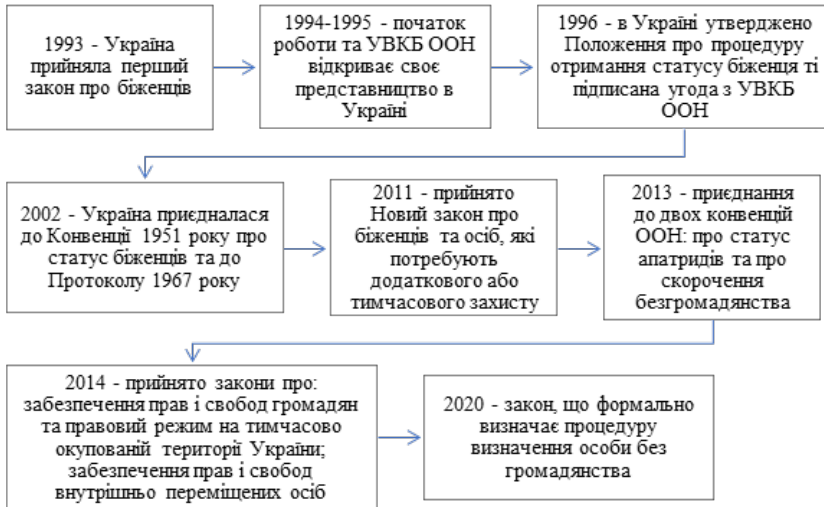 1993 - Україна
прийняла перший
закон про біженців
1994-1995 - початок
роботи та УВКБ ООН
відкриває своє
представництво в
Україні
1996 - в Україні утверджено
Положення про процедуру
отримання статусу біженця ті
підписана угода з УВКБ
ООН
2002 - Україна приєдналася
до Конвенції 1951 року про
статус біженців та до
Протоколу 1967 року
2011 - прийнято
Новий закон про
біженців та осіб, які
потребують
додаткового або
тимчасового захисту
2013 - приєднання
до двох конвенцій
ООН: про статус
апатридів та про
скорочення
безгромадянства
2014 - прийнято закони про:
забезпечення прав і свобод громадян
та правовий режим на тимчасово
окупованій території України;
забезпечення прав і свобод
внутрішньо переміщених осіб
2020 - закон, що формально
визначає процедуру
визначення особи без
громадянства